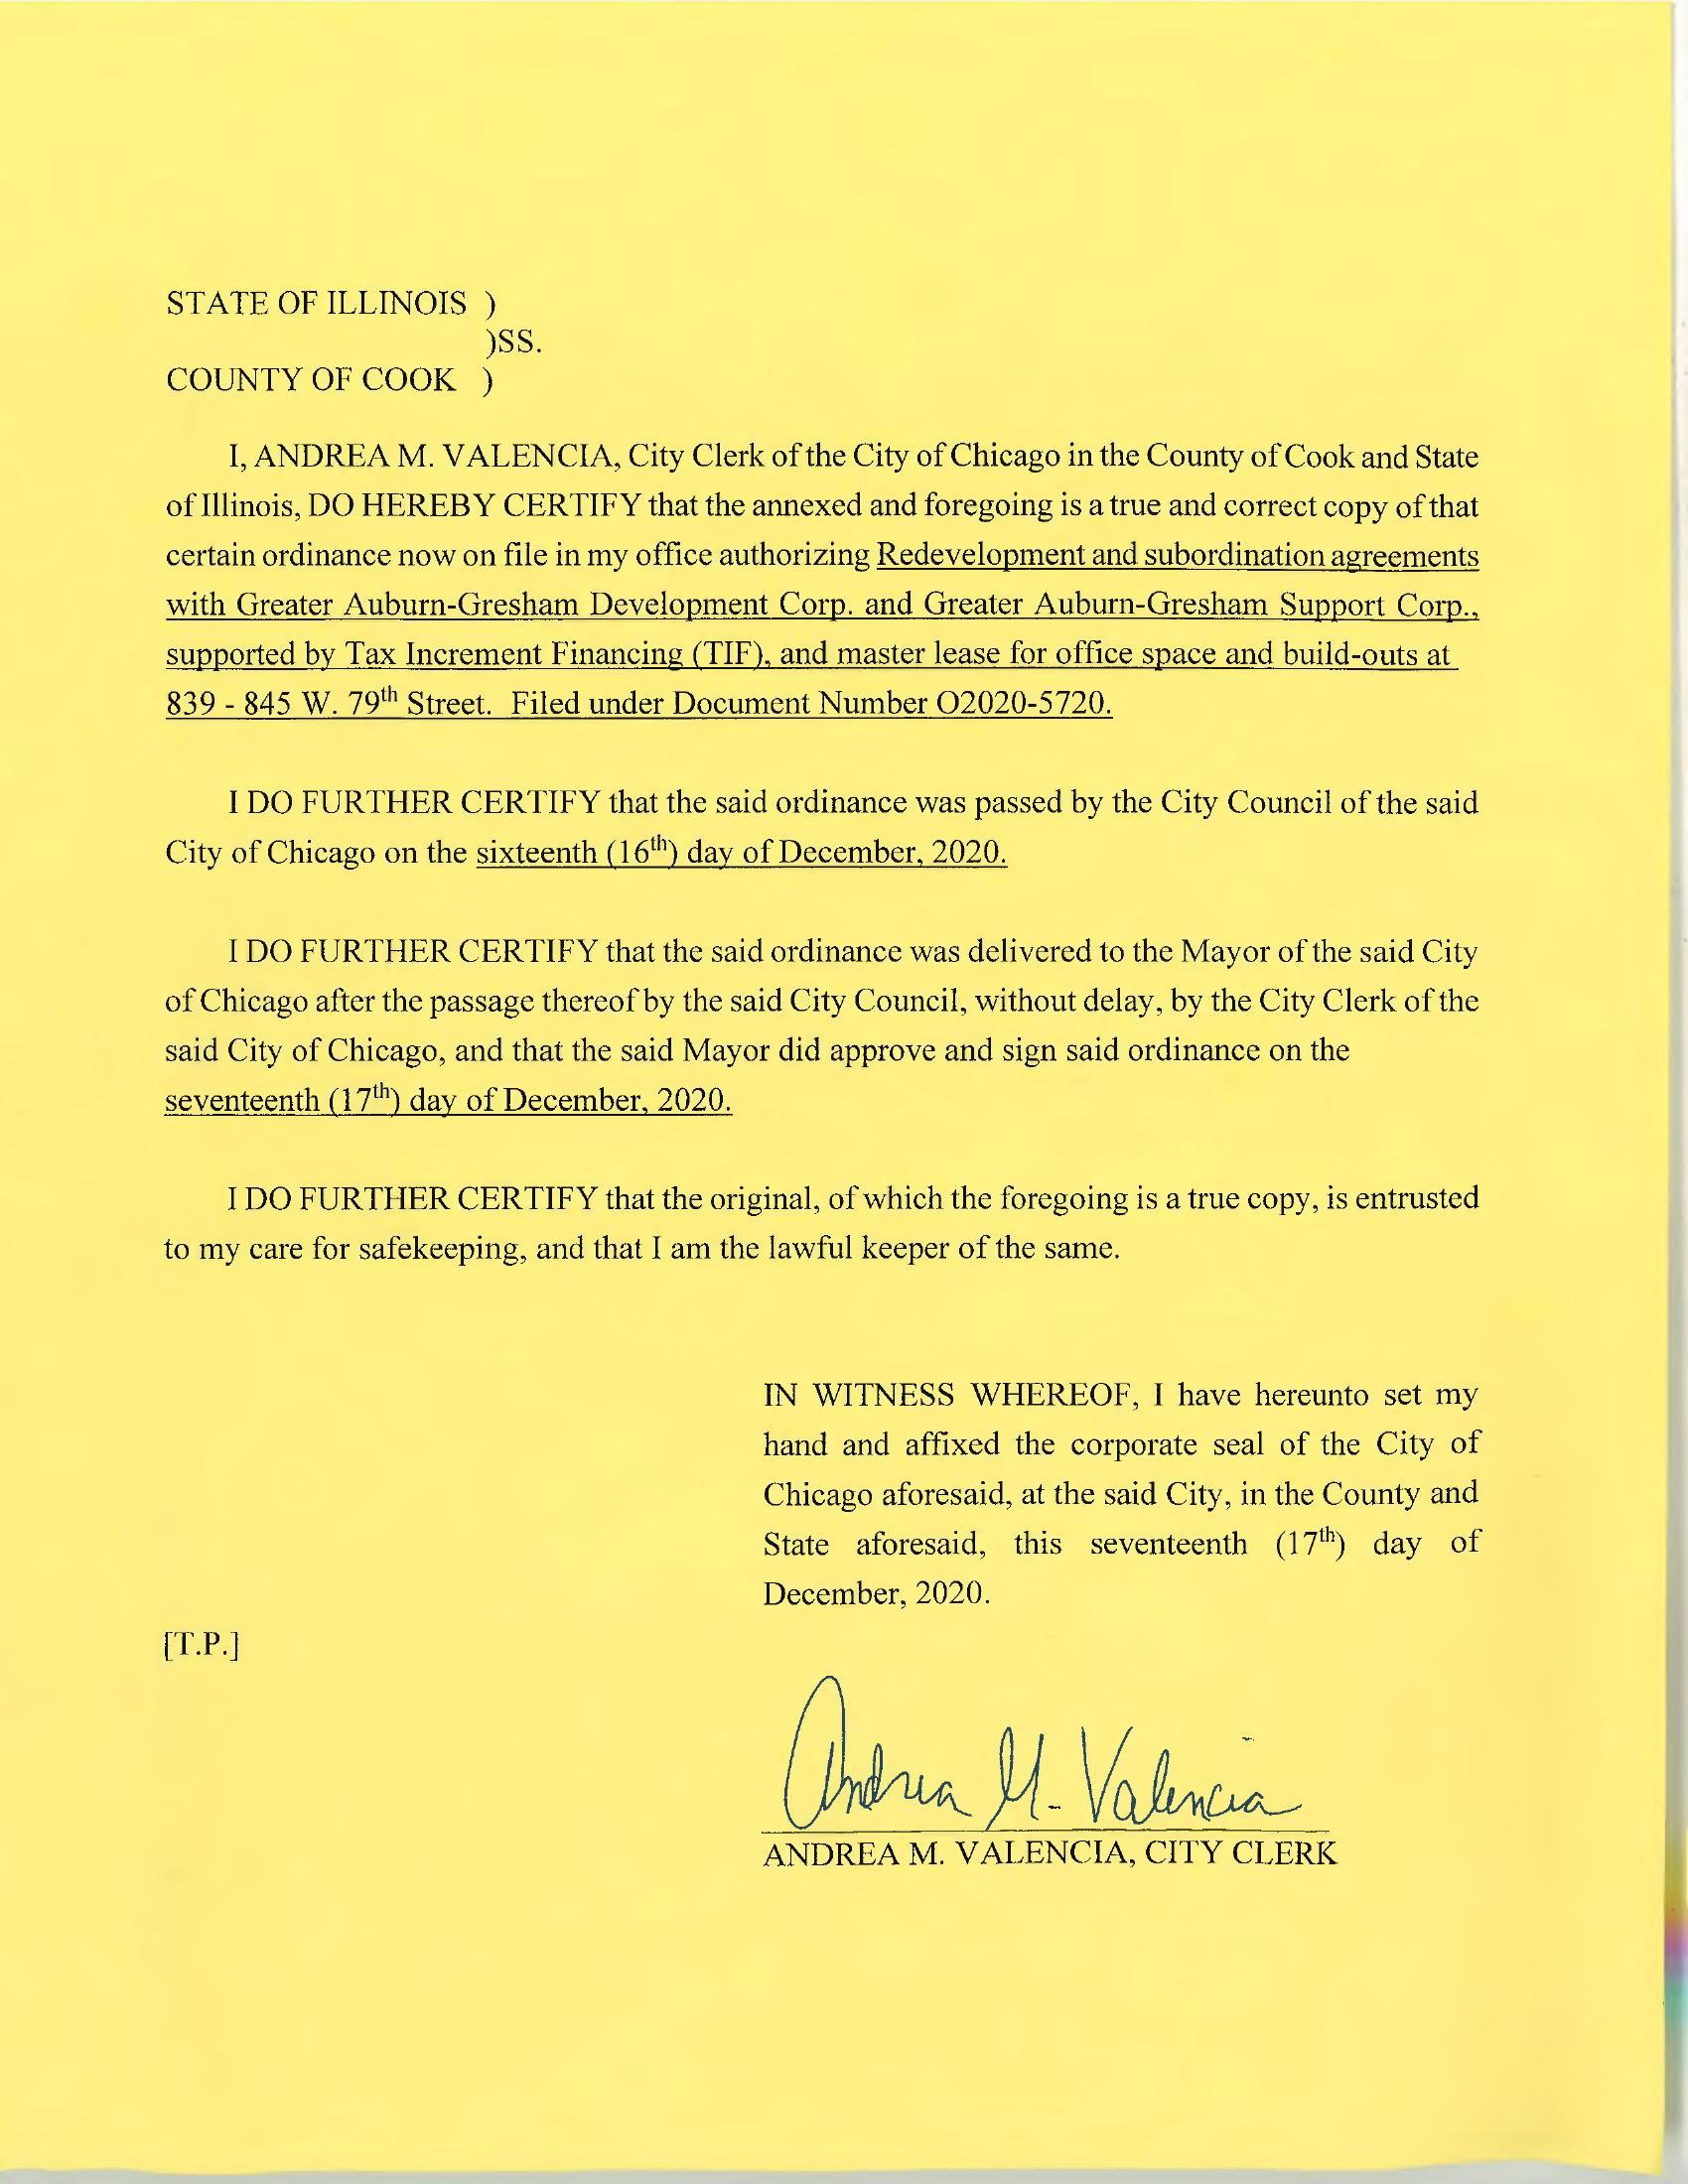 STATE OF ILLINOIS )
)SS.
COUNTY OF COOK )
I, ANDREA M. VALENCIA, City Clerk of the City of Chicago in the County of Cook and State
of Illinois, DO HEREBY CERTIFY that the annexed and foregoing is a true and correct copy of that
certain ordinance now on file in my office authorizing Redevelopment and subordination agreements
with Greater Auburn-Gresham Development Corp. and Greater Auburn-Gresham Support Corp.,
supported by Tax Increment Financing (TIF), and master lease for office space and build-outs at
839 - 845 W. 79th Street. Filed under Document Number O2020-5720.
I DO FURTHER CERTIFY that the said ordinance was passed by the City Council of the said
City of Chicago on the sixteenth (16th) day of December, 2020.
I DO FURTHER CERTIFY that the said ordinance was delivered to the Mayor of the said City
of Chicago after the passage thereof by the said City Council, without delay, by the City Clerk of the
said City of Chicago, and that the said Mayor did approve and sign said ordinance on the
seventeenth (17th) day of December, 2020.
I DO FURTHER CERTIFY that the original, of which the foregoing is a true copy, is entrusted
to my care for safekeeping, and that I am the lawful keeper of the same.
IN WITNESS WHEREOF, I have hereunto set my
hand and affixed the corporate seal of the City of
Chicago aforesaid, at the said City, in the County and
State aforesaid, this seventeenth (17th) day of
December, 2020.
[T.P.]
Andrea M. Valencia
ANDREA M. VALENCIA, CITY CLERK